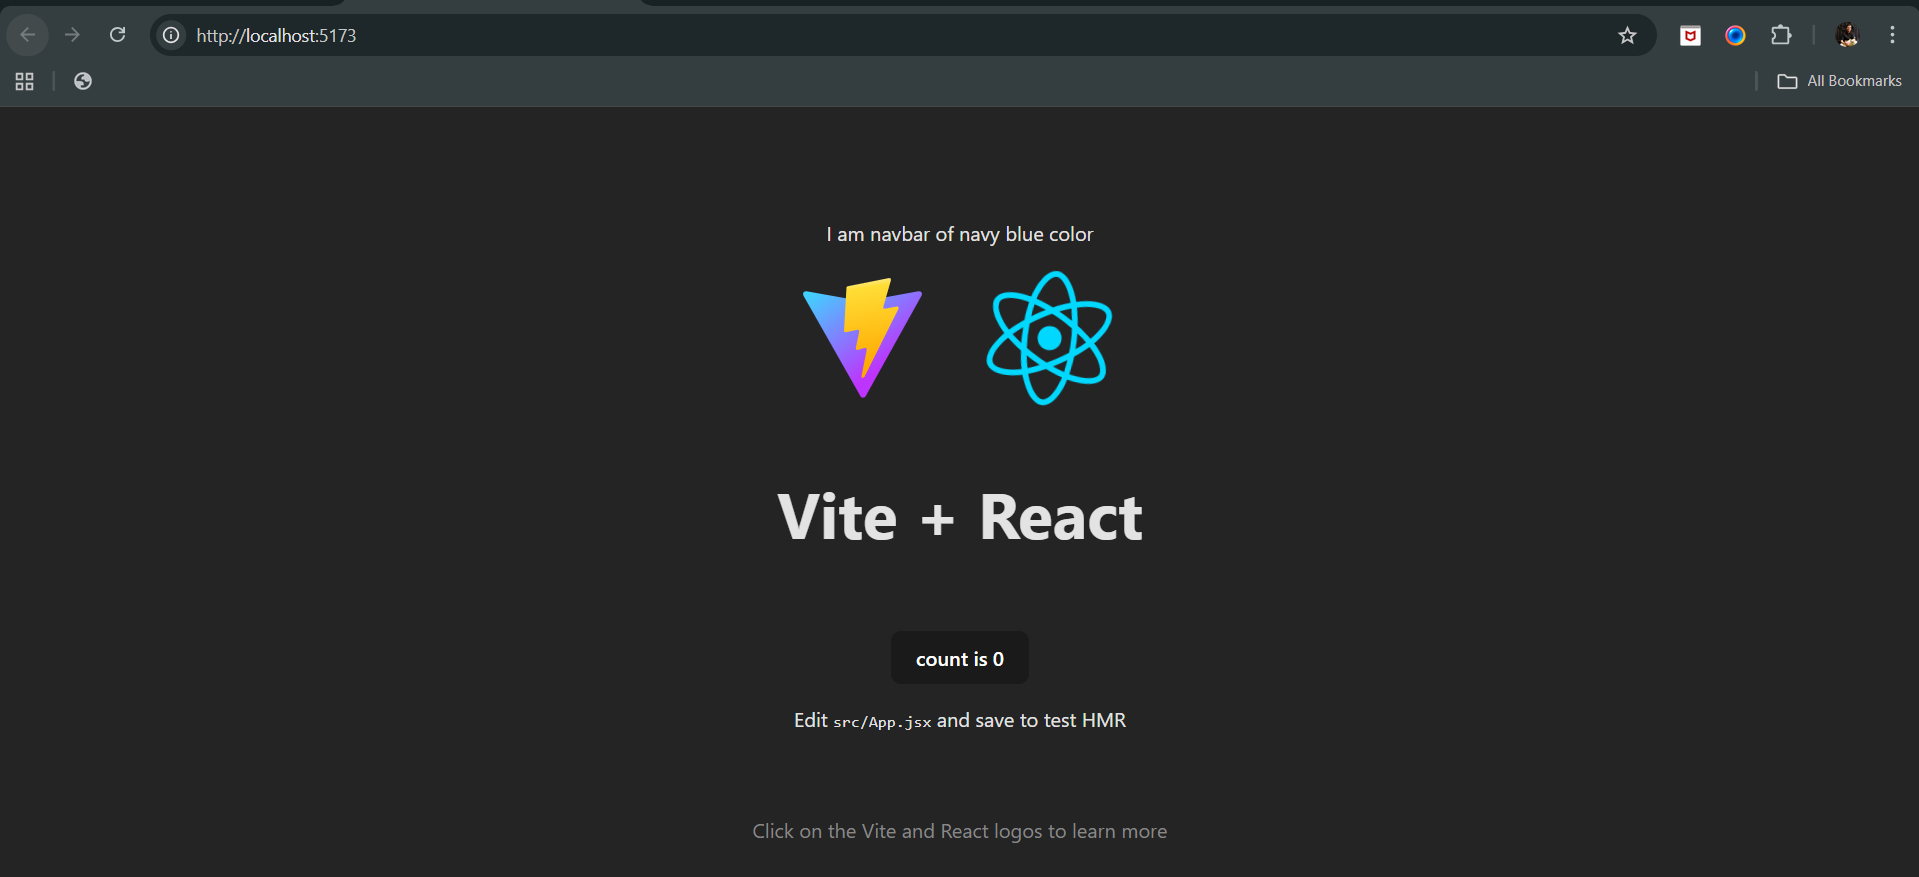 http://localhost:5173
All Bookmarks
I am navbar of navy blue color
Vite + React
count is 0
Edit src/App.jsx and save to test HMR
Click on the Vite and React logos to learn more